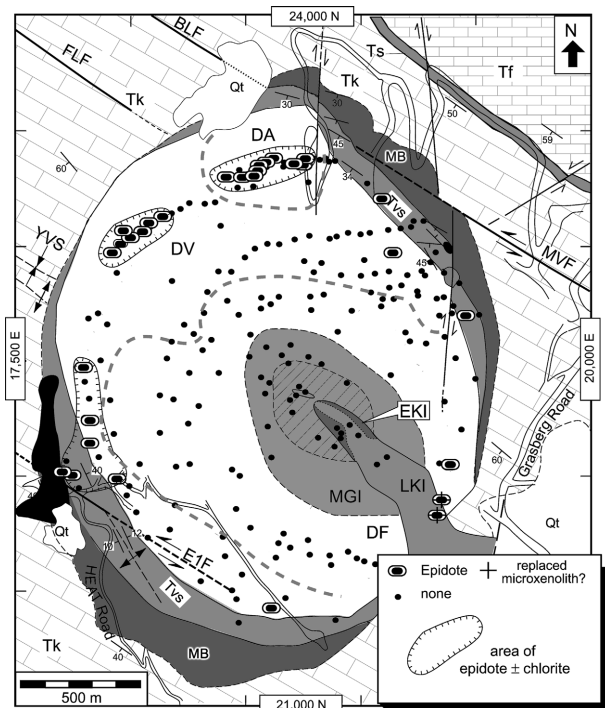 24,000 N
N
BLF
FLF
Ts
Tk
Tf
Tk
Qt
30
30
50
DA
45
59
MB
34
60
Tvs
DV
YVS
45
MVF
17,500 E
20,000 E
EKI
Grasberg Road
60
MGI
LKI
40
Qt
DF
Qt
12
10
E1F
Tvs
HEAT Road
Tk
MB
40
Epidote
replaced microxenolith?
none
area of
epidote ± chlorite
500 m
21,000 N